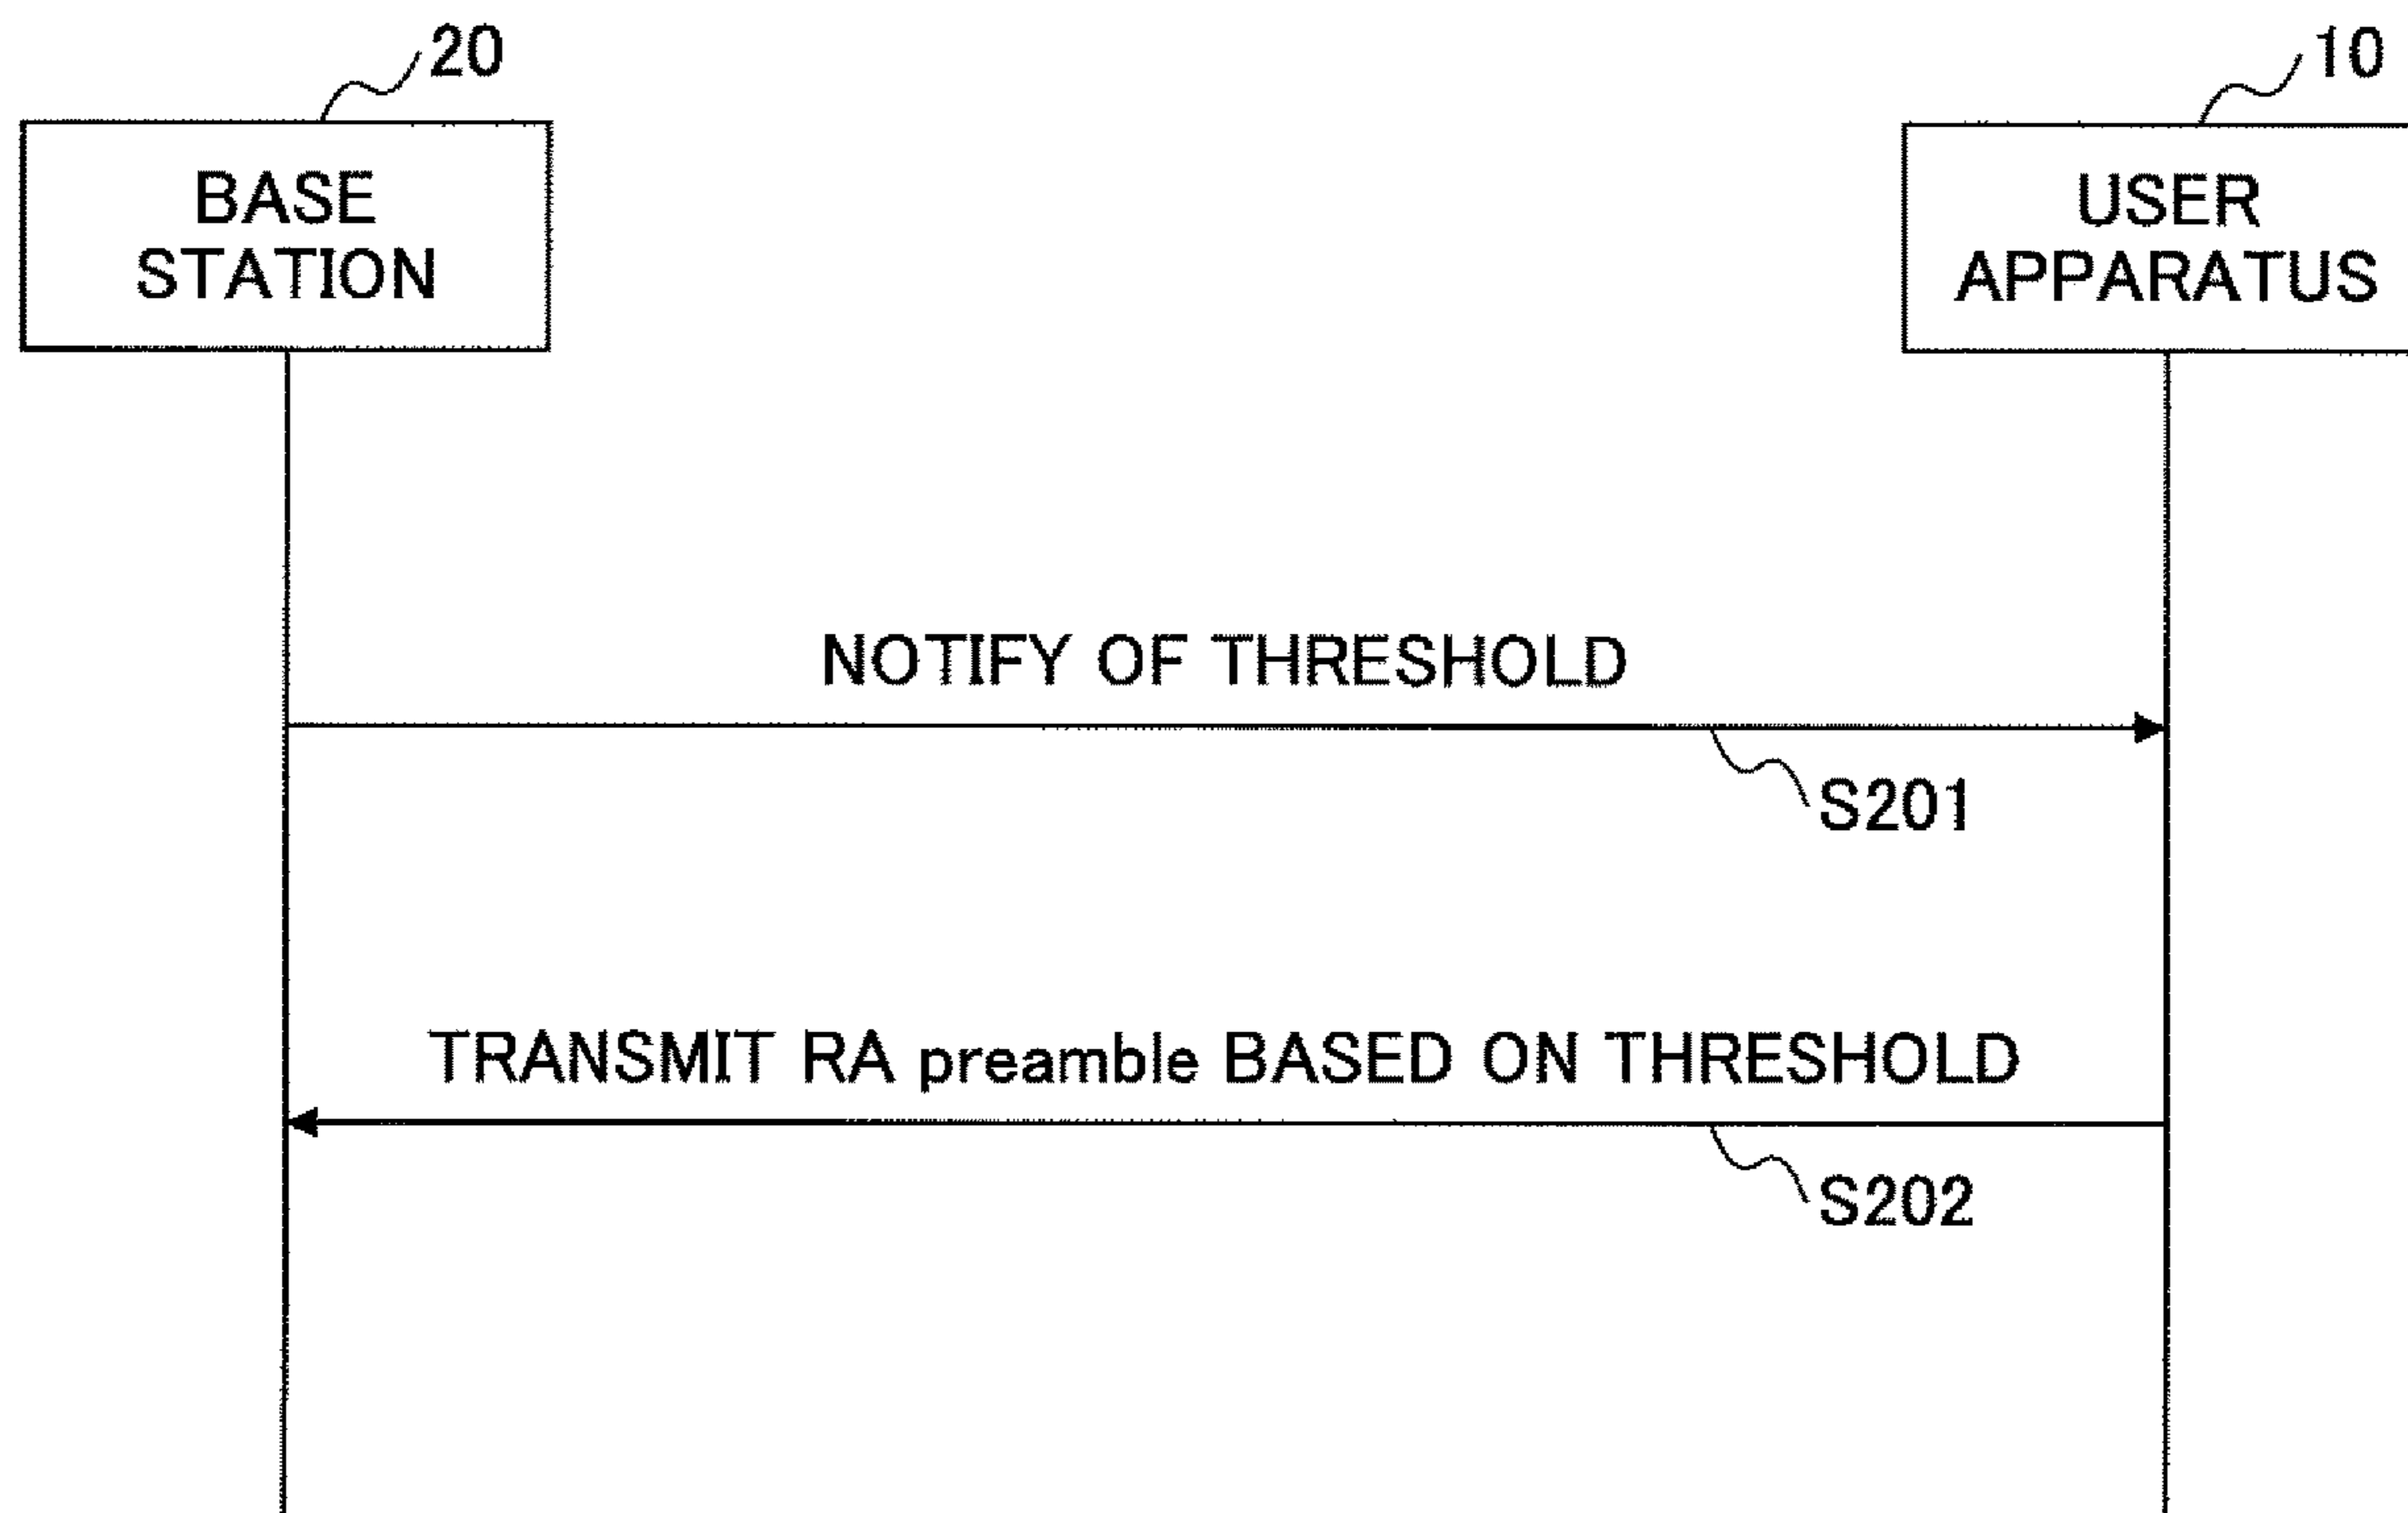 20
10
BASE
STATION
USER
APPARATUS
NOTIFY OF THRESHOLD
S201
TRANSMIT RA preamble BASED ON THRESHOLD
S202